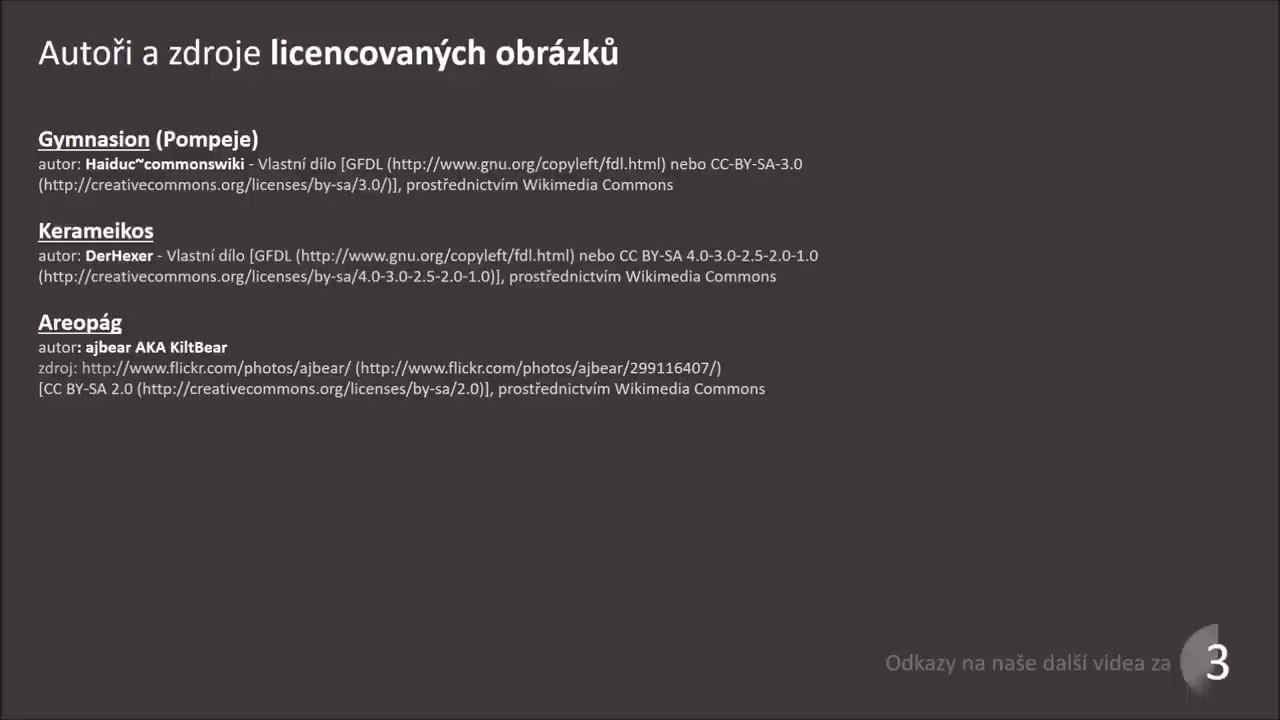 Autoři a zdroje licencovaných obrázků
Gymnasion (Pompeje)
autor: Haiduc~commonswiki - Vlastní dílo [GFDL (http://www.gnu.org/copyleft/fdl.html) nebo CC-BY-SA-3.0
(http://creativecommons.org/licenses/by-sa/3.0/)], prostřednictvím Wikimedia Commons
Kerameikos
autor: DerHexer - Vlastní dílo [GFDL (http://www.gnu.org/copyleft/fdl.html) nebo CC BY-SA 4.0-3.0-2.5-2.0-1.0
(http://creativecommons.org/licenses/by-sa/4.0-3.0-2.5-2.0-1.0)], prostřednictvím Wikimedia Commons
Areopág
autor: ajbear AKA KiltBear
zdroj: http://www.flickr.com/photos/ajbear/ (http://www.flickr.com/photos/ajbear/299116407/)
[CC BY-SA 2.0 (http://creativecommons.org/licenses/by-sa/2.0)], prostřednictvím Wikimedia Commons
Odkazy na naše další videa za 3